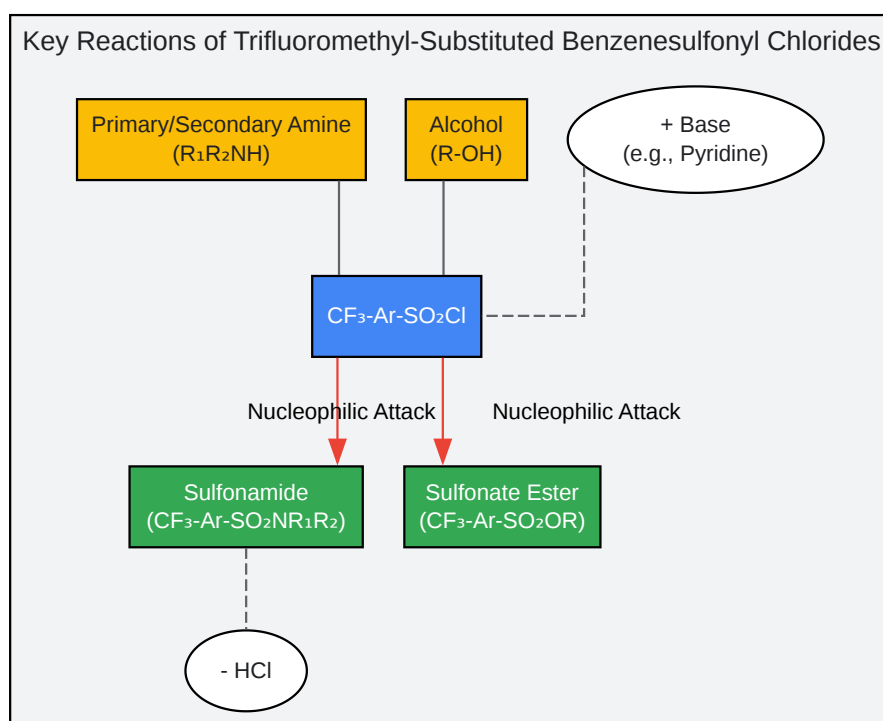 Key Reactions of Trifluoromethyl-Substituted Benzenesulfonyl Chlorides
Primary/Secondary Amine
(R₁R₂NH)
Alcohol
(R-OH)
+ Base
(e.g., Pyridine)
CF₃-Ar-SO₂Cl
Nucleophilic Attack
Nucleophilic Attack
Sulfonamide
(CF₃-Ar-SO₂NR₁R₂)
Sulfonate Ester
(CF₃-Ar-SO₂OR)
- HCl